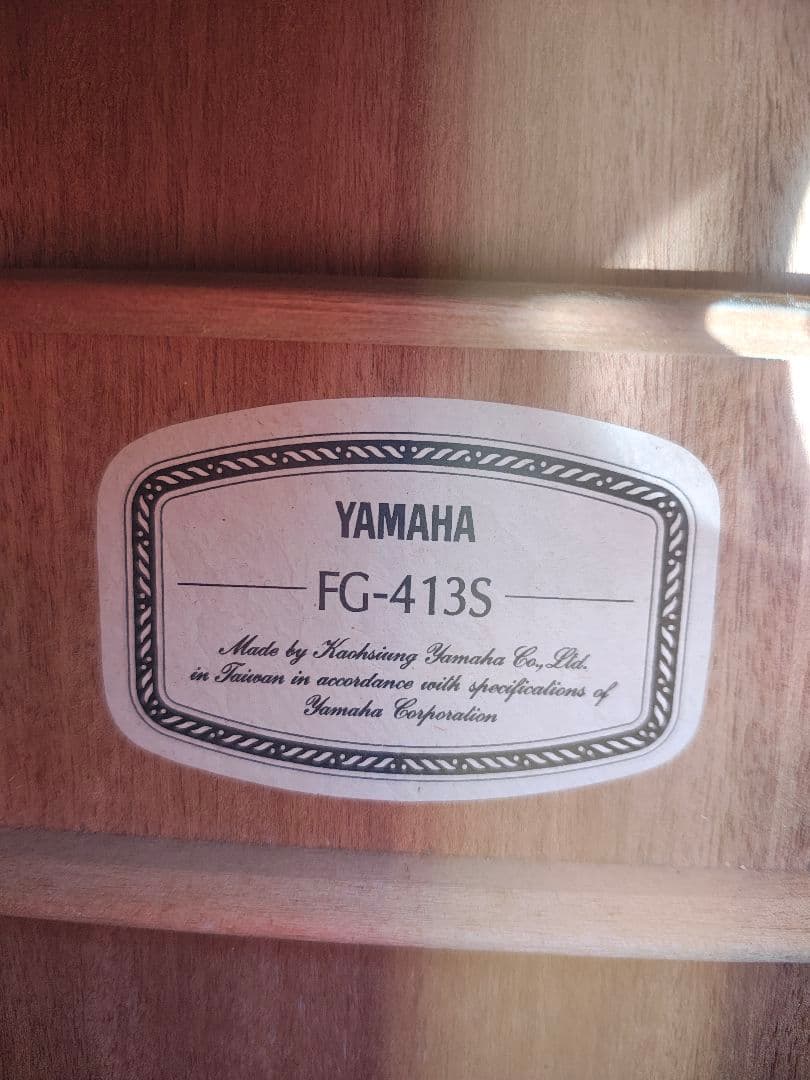 YAMAHA
FG-413S
Made by Kaohsiung Yamaha Co., Ltd.
in Taiwan in accordance with specifications of
Yamaha Corporation